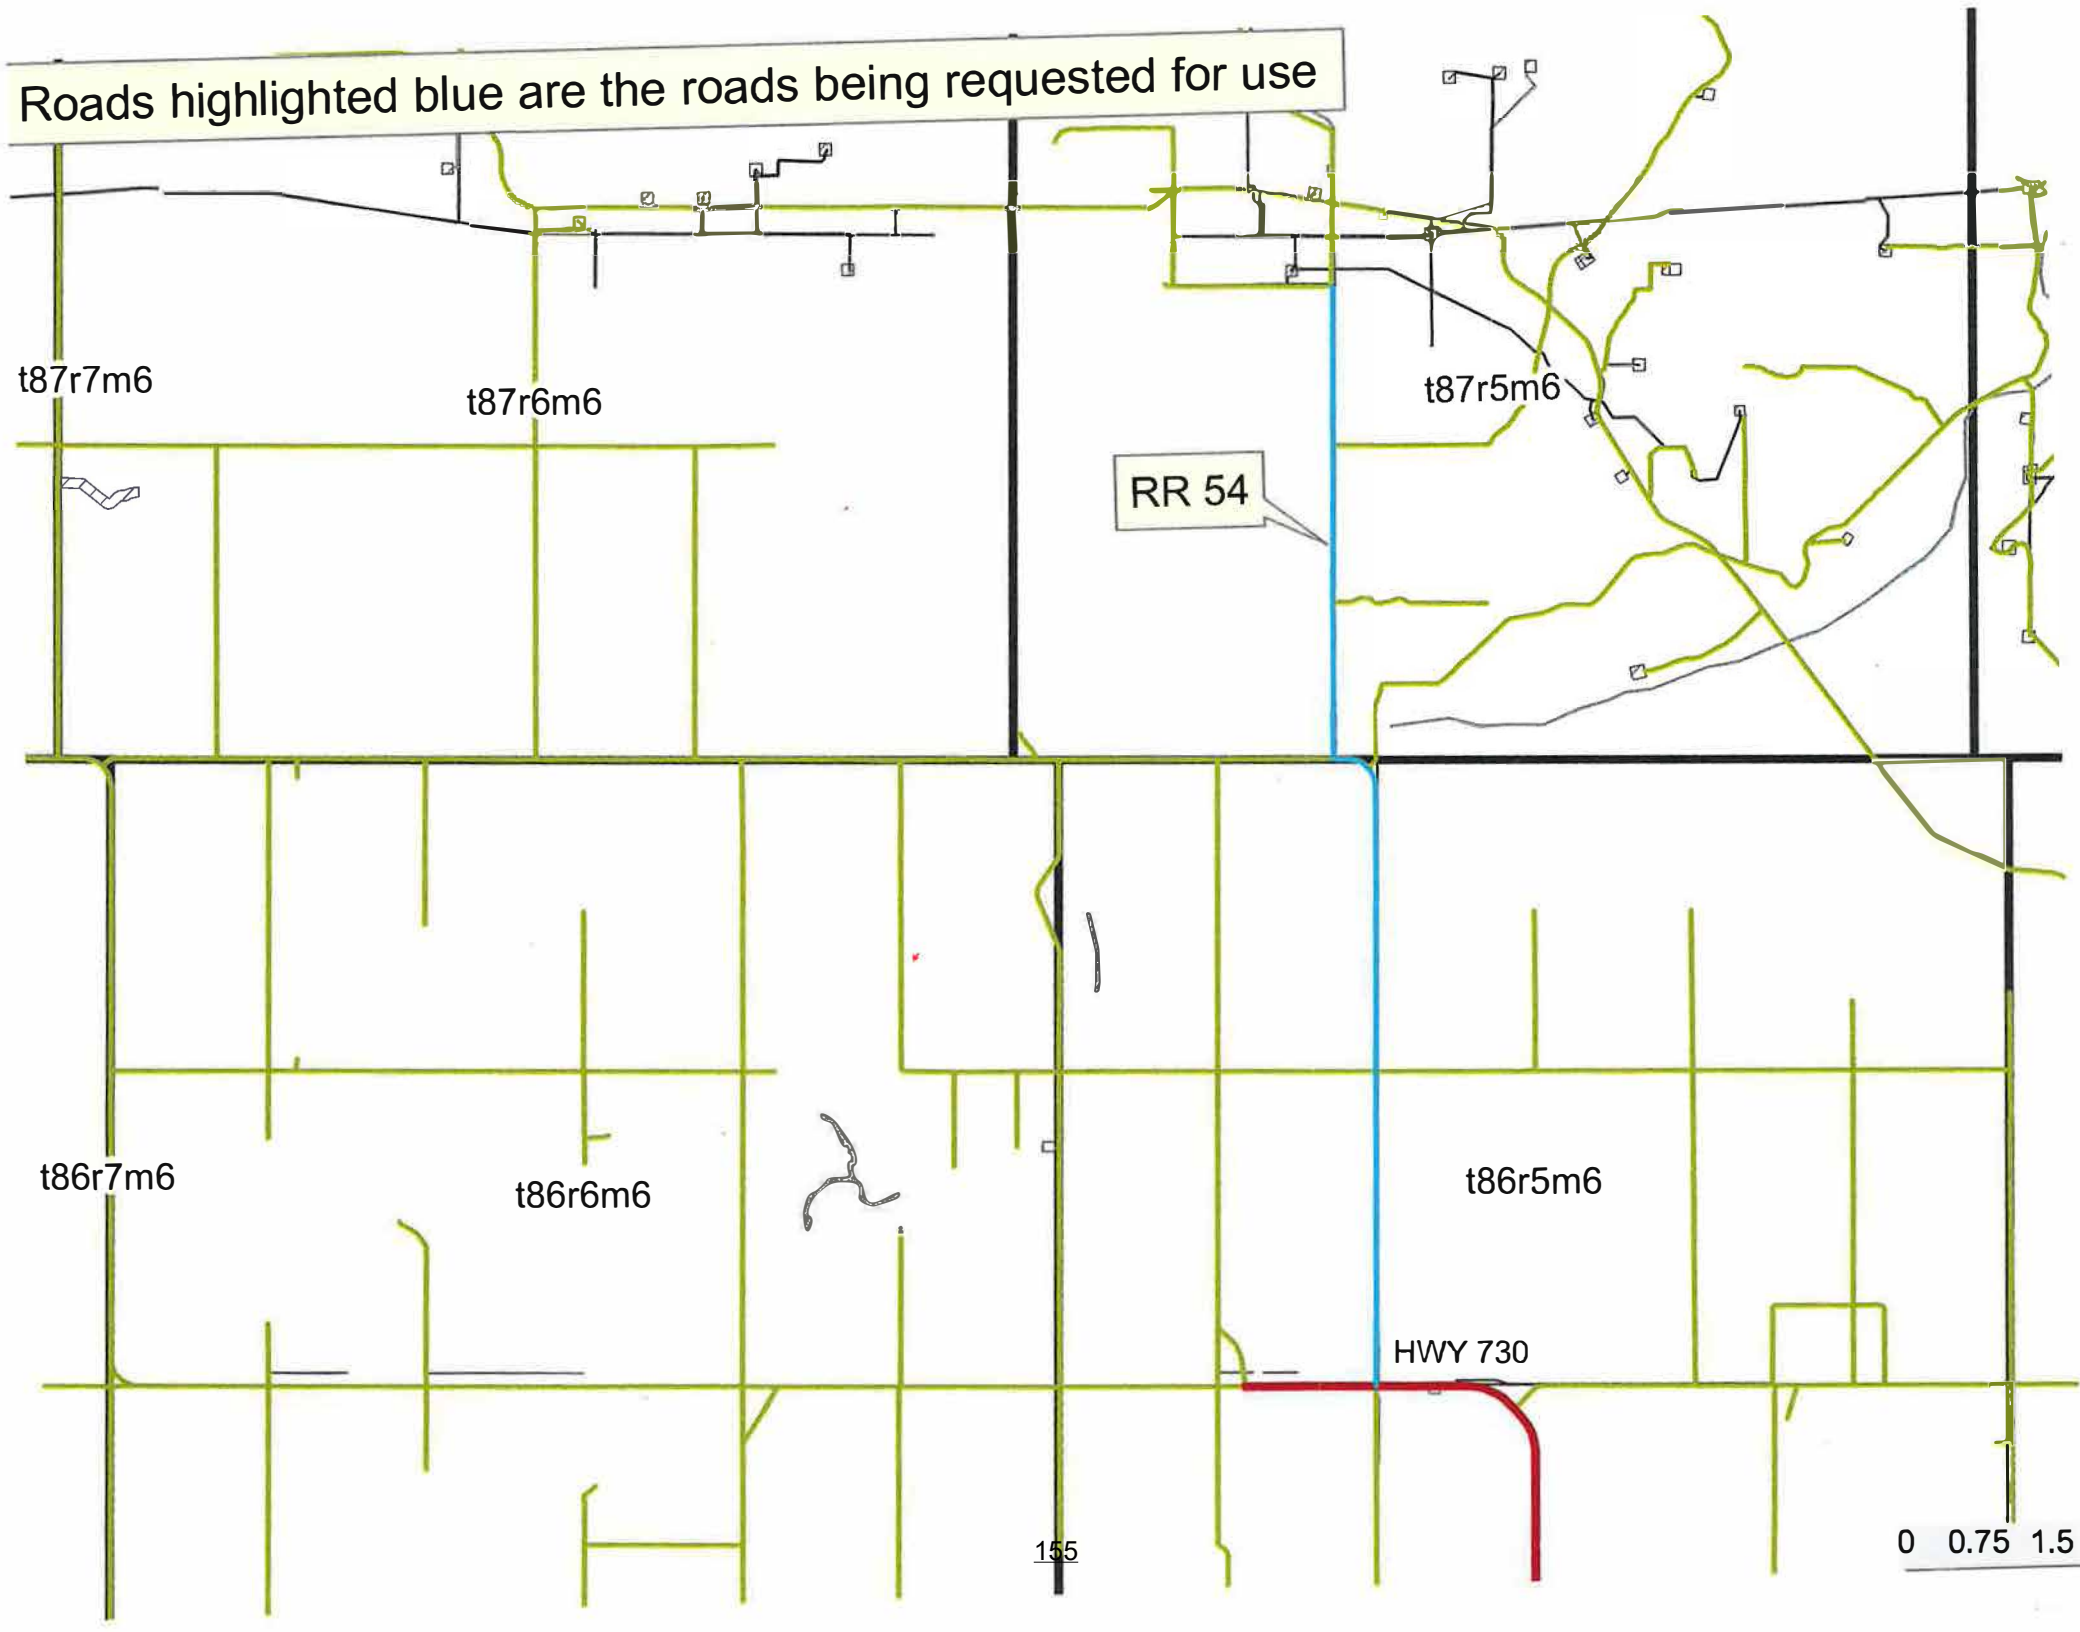 Roads highlighted blue are the roads being requested for use
t87r7m6
t87r6m6
t87r5m6
RR 54
t86r7m6
t86r6m6
t86r5m6
HWY 730
155
0 0.75 1.5